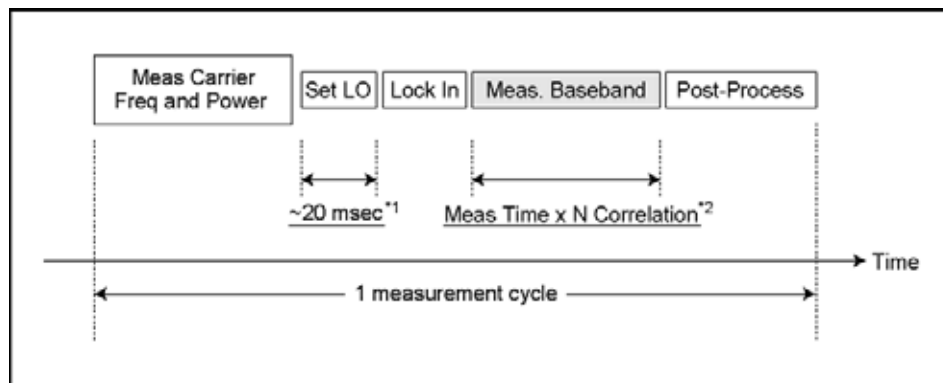 Meas Carrier
Freq and Power
Set LO
Lock In
Meas. Baseband
Post-Process
~20 msec*1
Meas Time x N Correlation*2
Time
1 measurement cycle